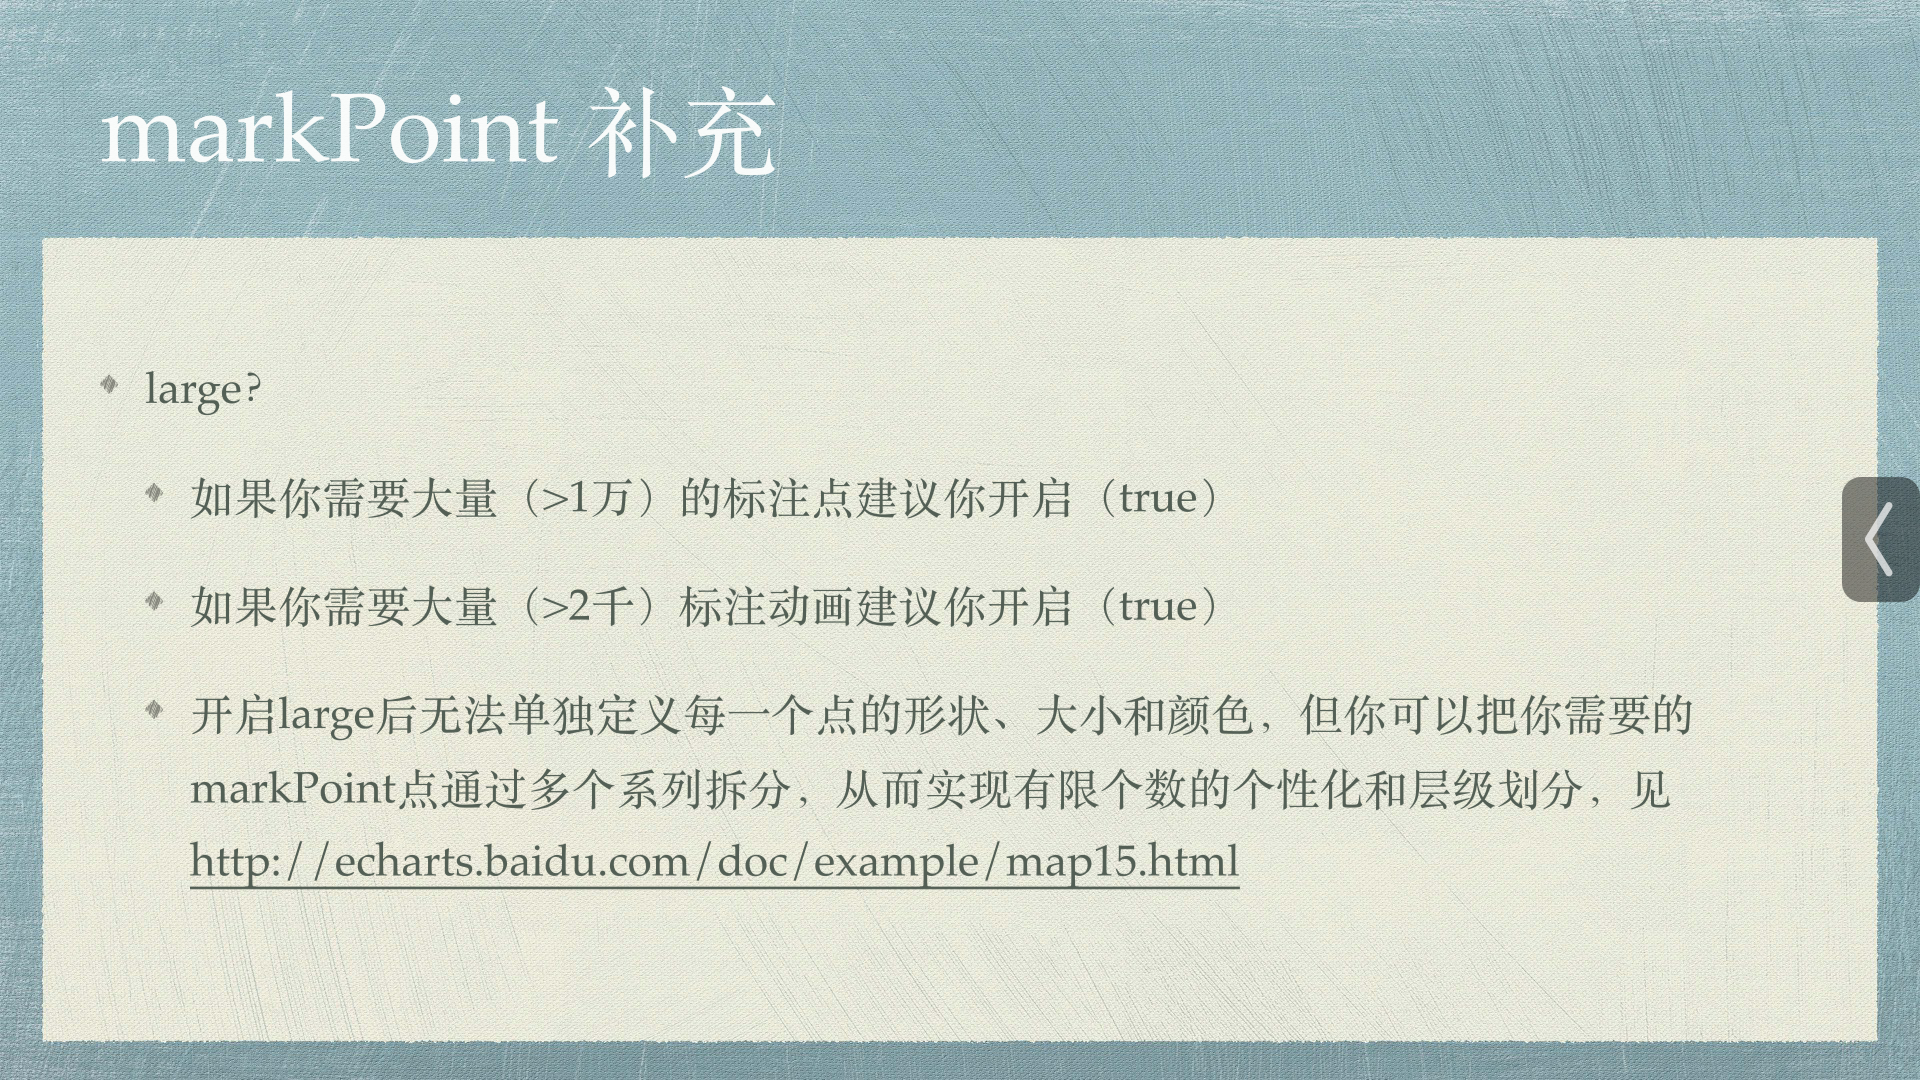 markPoint 补充
large?
如果你需要大量（>1万）的标注点建议你开启（true）
如果你需要大量（>2千）标注动画建议你开启（true）
开启large后无法单独定义每一个点的形状、大小和颜色，但你可以把你需要的
markPoint点通过多个系列拆分，从而实现有限个数的个性化和层级划分，见
http://echarts.baidu.com/doc/example/map15.html